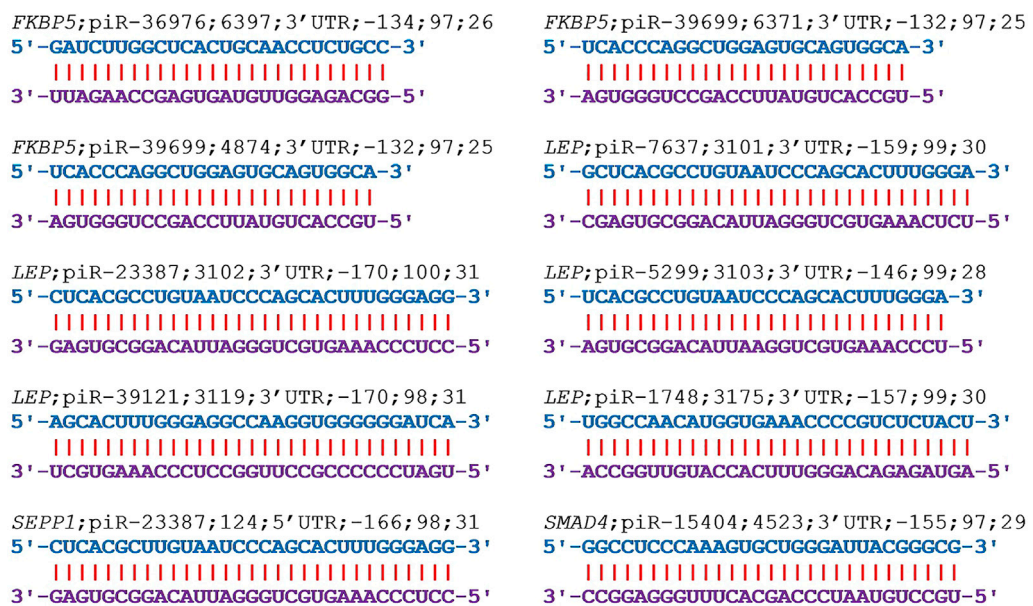 FKBP5;piR-36976;6397;3'UTR;-134;97;26
5'-GAUCUUGGCUCACUGCAACCUCUGCC-3'
3'-UUAGAACCGAGUGAUGUUGGAGACGG-5'
FKBP5;piR-39699;6371;3'UTR;-132;97;25
5'-UCACCCAGGCUGGAGUGCAGUGGCA-3'
3'-AGUGGGUCCGACCUUAUGUCACCGU-5'
FKBP5;piR-39699;4874;3'UTR;-132;97;25
5'-UCACCCAGGCUGGAGUGCAGUGGCA-3'
3'-AGUGGGUCCGACCUUAUGUCACCGU-5'
LEP;piR-7637;3101;3'UTR;-159;99;30
5'-GCUCACGCCUGUAAUCCCAGCACUUUGGGA-3'
3'-CGAGUGCGGACAUUAGGGUCGUGAAACUCU-5'
LEP;piR-23387;3102;3'UTR;-170;100;31
5'-CUCACGCCUGUAAUCCCAGCACUUUGGGAGG-3'
3'-GAGUGCGGACAUUAGGGUCGUGAAACCCUCC-5'
LEP;piR-5299;3103;3'UTR;-146;99;28
5'-UCACGCCUGUAAUCCCAGCACUUUGGGA-3'
3'-AGUGCGGACAUUAAGGUCGUGAAACCCU-5'
LEP;piR-39121;3119;3'UTR;-170;98;31
5'-AGCACUUUGGGAGGCCAAGGUGGGGGGAUCA-3'
3'-UCGUGAAACCCUCCGGUUCCGCCCCCCUAGU-5'
LEP;piR-1748;3175;3'UTR;-157;99;30
5'-UGGCCAACAUGGUGAAACCCCGUCUCUACU-3'
3'-ACCGGUUGUACCACUUUGGGACAGAGAUGA-5'
SEPP1;piR-23387;124;5'UTR;-166;98;31
5'-CUCACGCUUGUAAUCCCAGCACUUUGGGAGG-3'
3'-GAGUGCGGACAUUAGGGUCGUGAAACCCUCC-5'
SMAD4;piR-15404;4523;3'UTR;-155;97;29
5'-GGCCUCCCAAAGUGCUGGGAUUACGGGCG-3'
3'-CCGGAGGGUUUCACGACCCUAAUGUCCGU-5'